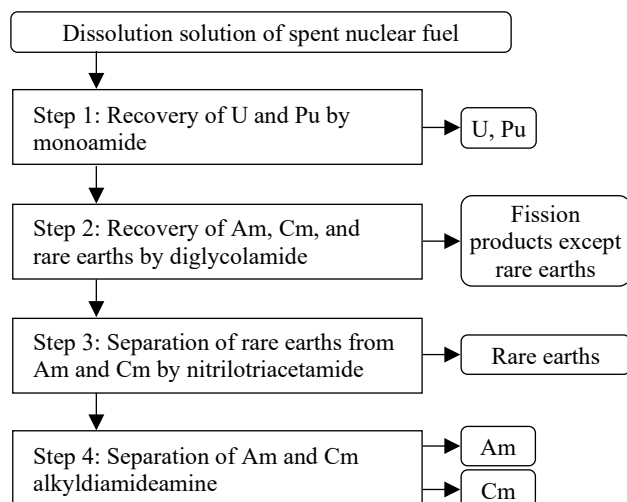 Dissolution solution of spent nuclear fuel
Step 1: Recovery of U and Pu by
monoamide
U, Pu
Step 2: Recovery of Am, Cm, and
rare earths by diglycolamide
Fission
products except
rare earths
Step 3: Separation of rare earths from
Am and Cm by nitrilotriacetamide
Rare earths
Step 4: Separation of Am and Cm
alkyldiamideamine
Am
Cm